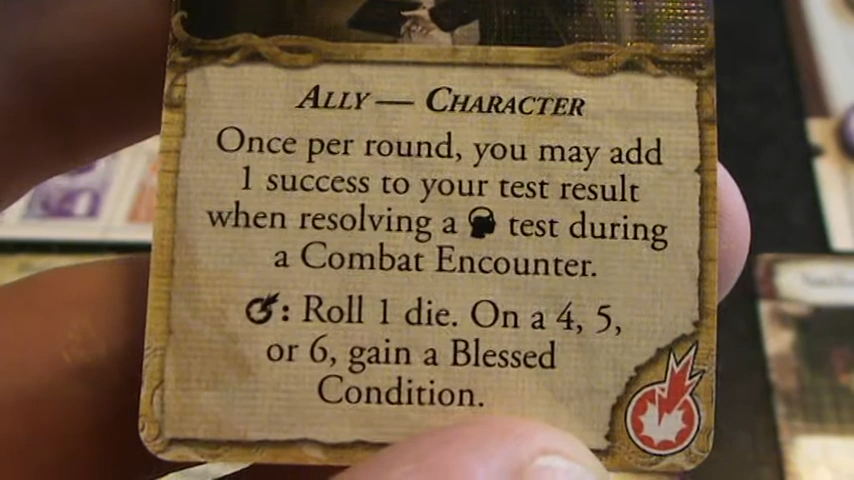 ALLY — CHARACTER
Once per round, you may add
1 success to your test result
when resolving a test during
a Combat Encounter.
: Roll 1 die. On a 4, 5,
or 6, gain a Blessed
Condition.